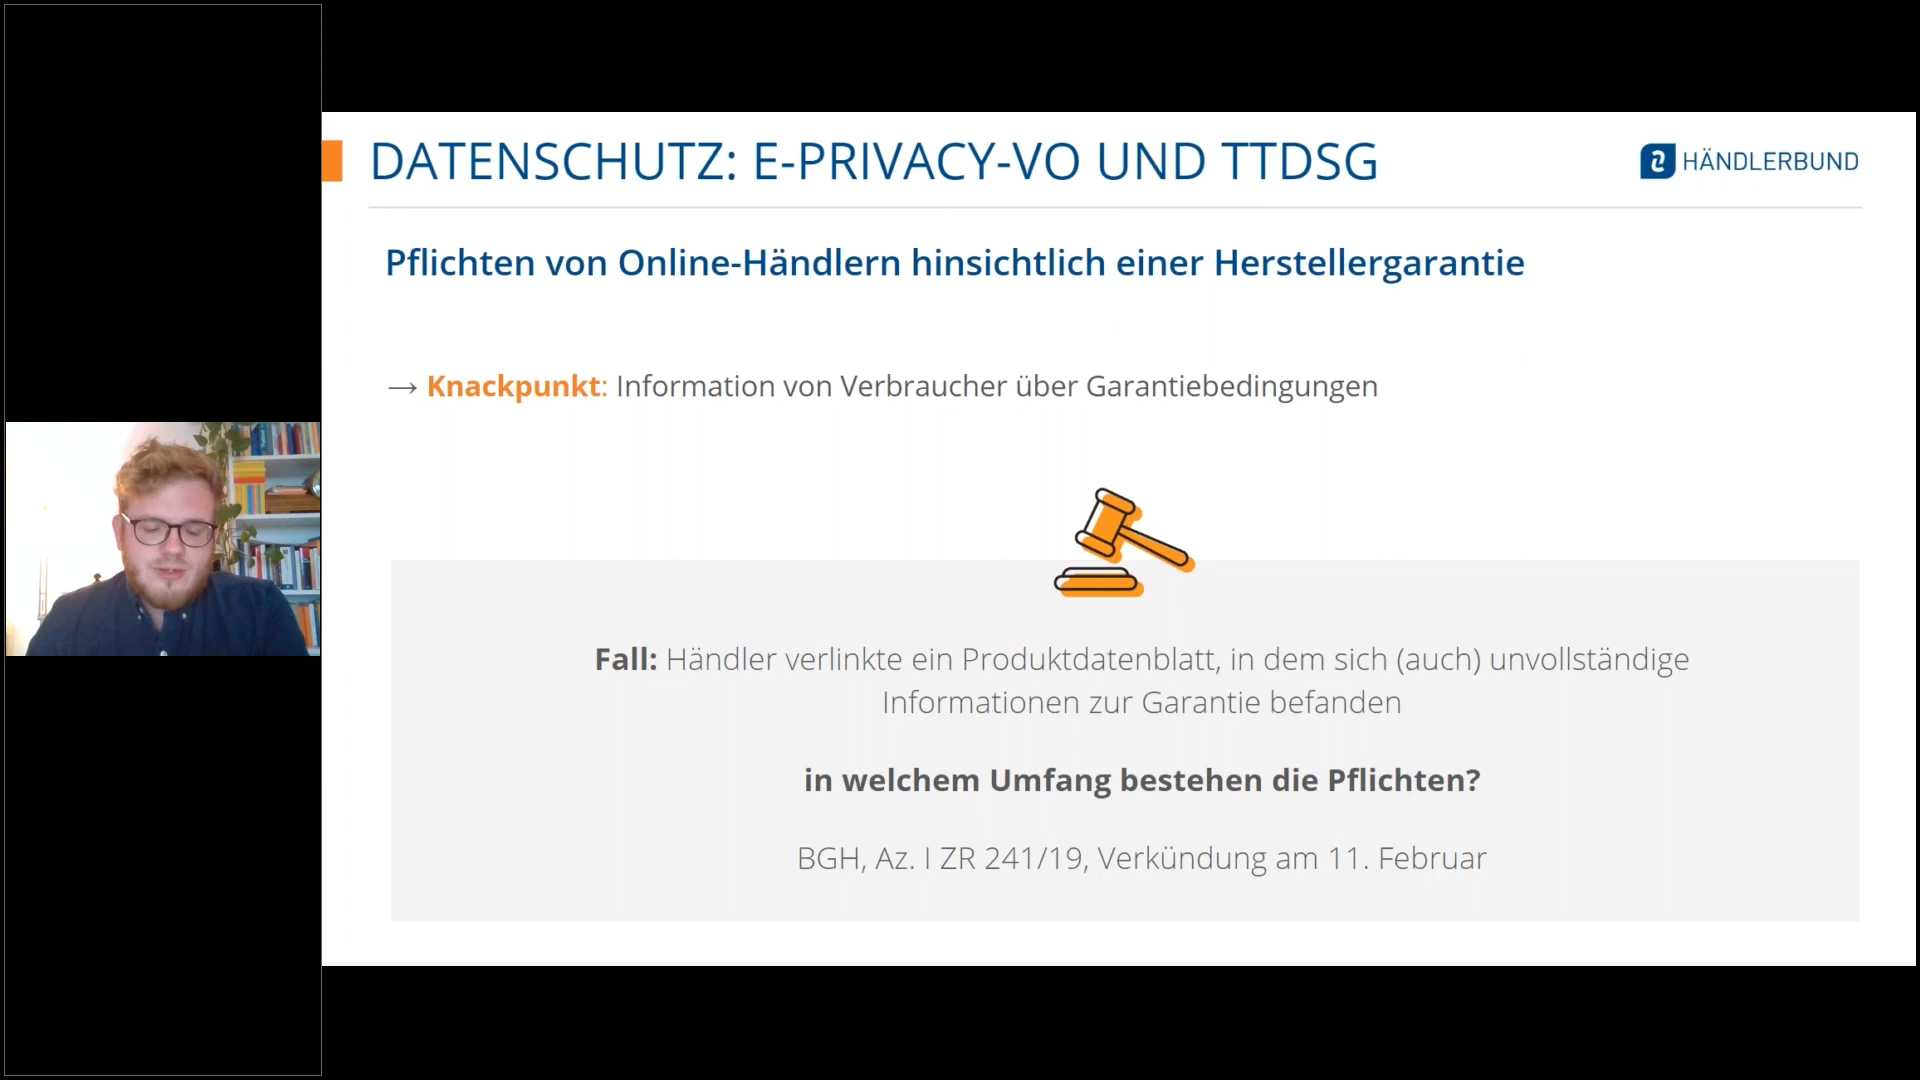 DATENSCHUTZ: E-PRIVACY-VO UND TTDSG
HÄNDLERBUND
Pflichten von Online-Händlern hinsichtlich einer Herstellergarantie
→ Knackpunkt: Information von Verbraucher über Garantiebedingungen
Fall: Händler verlinkte ein Produktdatenblatt, in dem sich (auch) unvollständige
Informationen zur Garantie befanden
in welchem Umfang bestehen die Pflichten?
BGH, Az. I ZR 241/19, Verkündung am 11. Februar